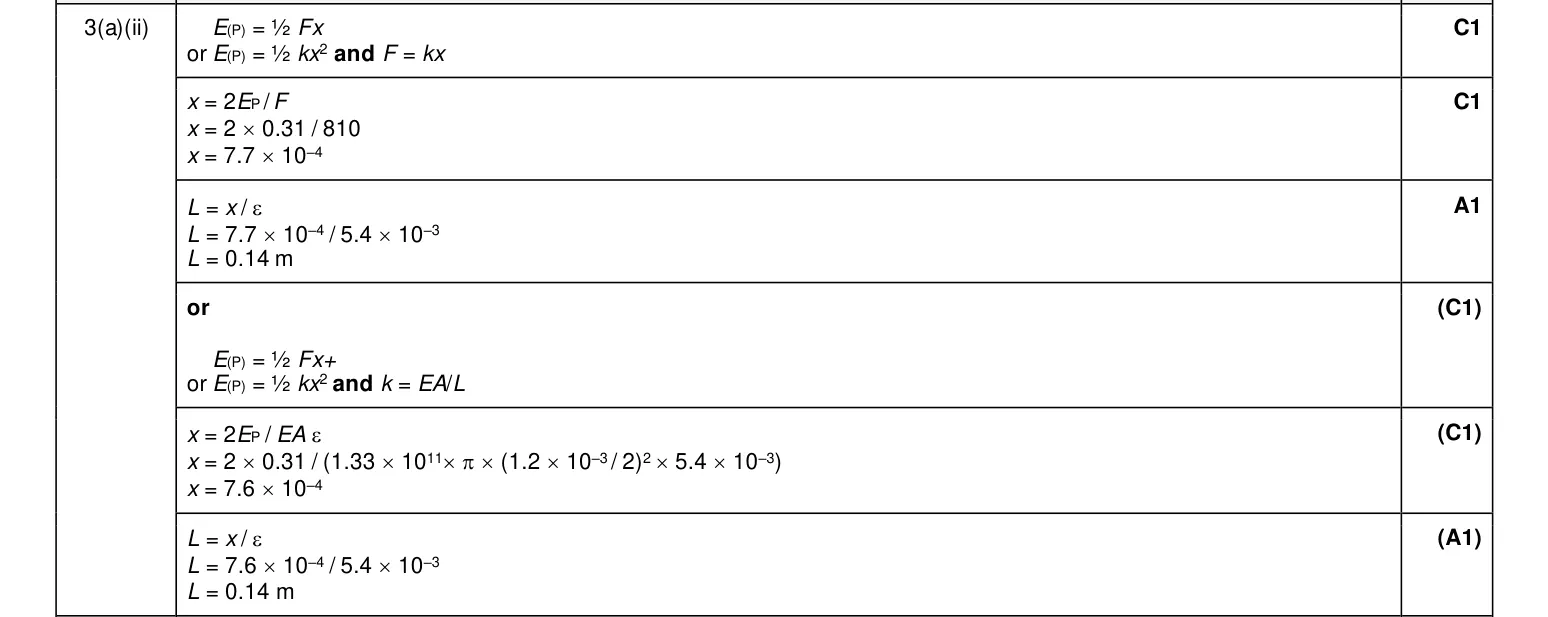 3(a)(ii)
E(P) = ½ Fx
C1
or E(P) = ½ kx² and F = kx
x = 2EP / F
C1
x = 2 × 0.31 / 810
x = 7.7 × 10⁻⁴
L = x / ε
A1
L = 7.7 × 10⁻⁴ / 5.4 × 10⁻³
L = 0.14 m
or
(C1)
E(P) = ½ Fx+
or E(P) = ½ kx² and k = EA/L
x = 2EP / EA ε
(C1)
x = 2 × 0.31 / (1.33 × 10¹¹× π × (1.2 × 10⁻³ / 2)² × 5.4 × 10⁻³)
x = 7.6 × 10⁻⁴
L = x / ε
(A1)
L = 7.6 × 10⁻⁴ / 5.4 × 10⁻³
L = 0.14 m